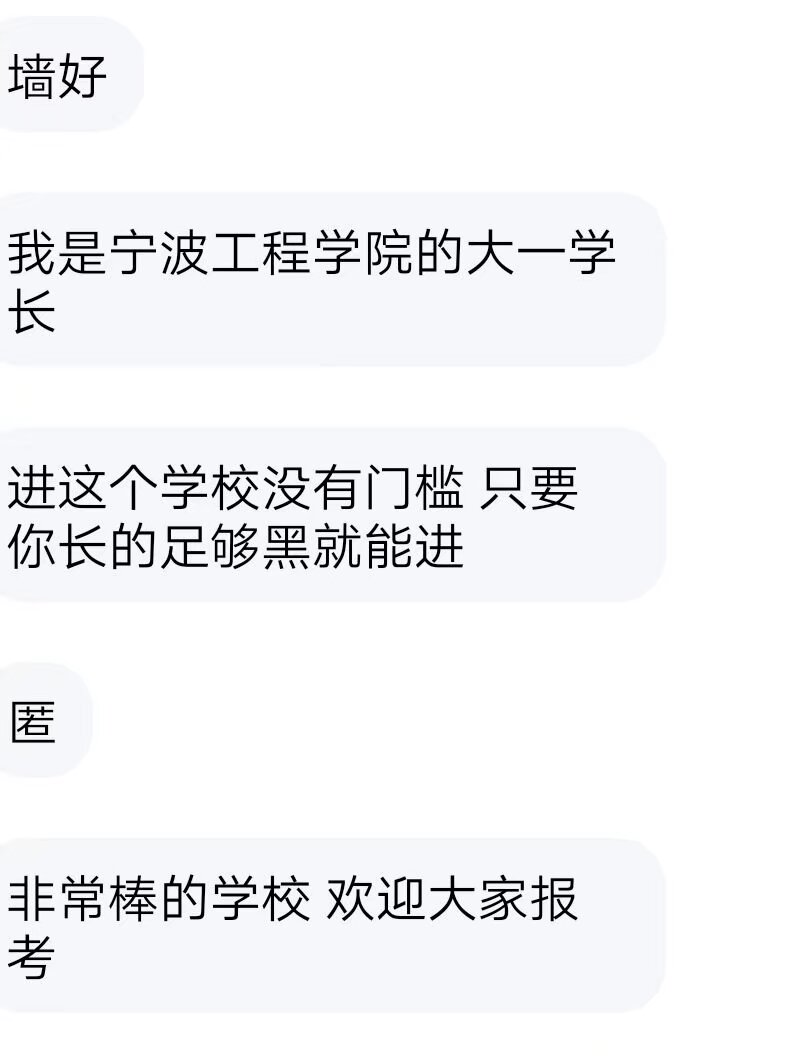 墙好
我是宁波工程学院的大一学
长
进这个学校没有门槛 只要
你长的足够黑就能进
匿
非常棒的学校 欢迎大家报
考